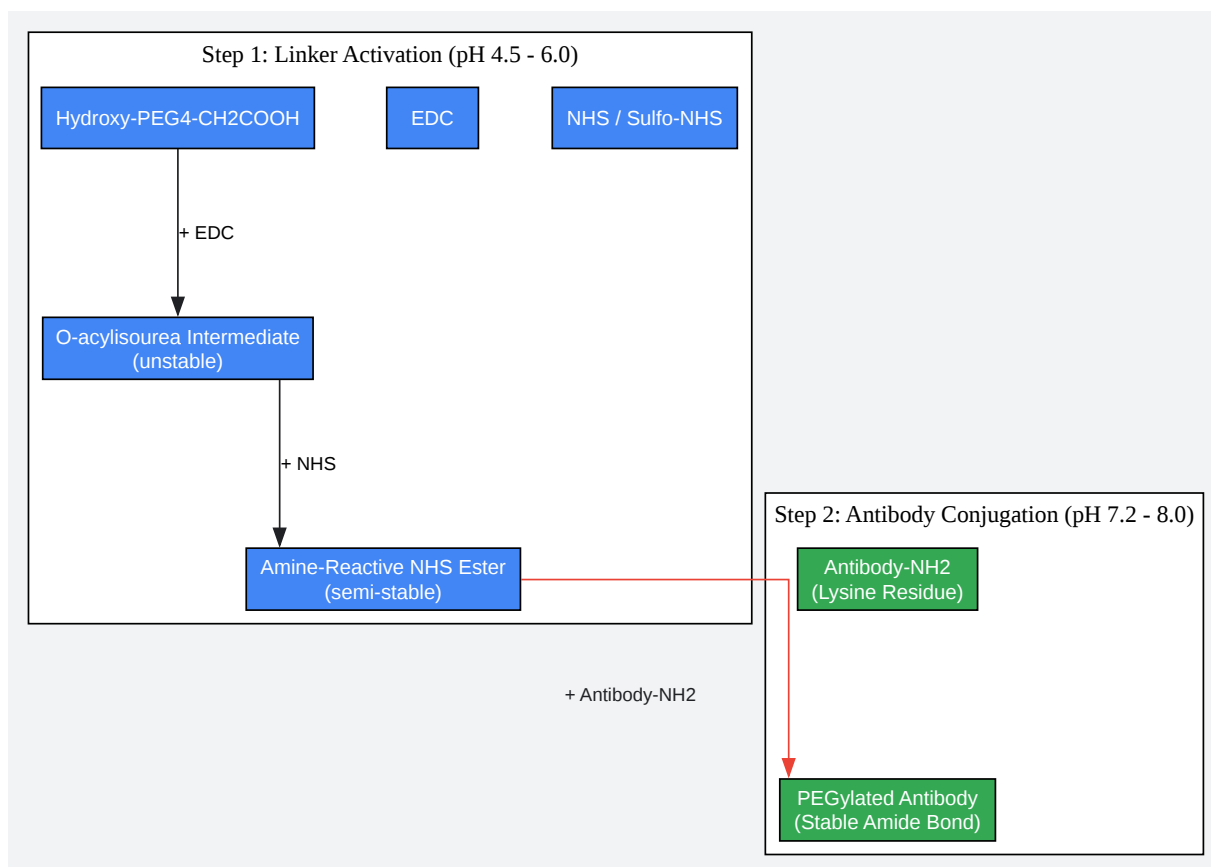 Step 1: Linker Activation (pH 4.5 - 6.0)
Hydroxy-PEG4-CH2COOH
EDC
NHS / Sulfo-NHS
+ EDC
O-acylisourea Intermediate
(unstable)
+ NHS
Amine-Reactive NHS Ester
(semi-stable)
Step 2: Antibody Conjugation (pH 7.2 - 8.0)
Antibody-NH2
(Lysine Residue)
+ Antibody-NH2
PEGylated Antibody
(Stable Amide Bond)